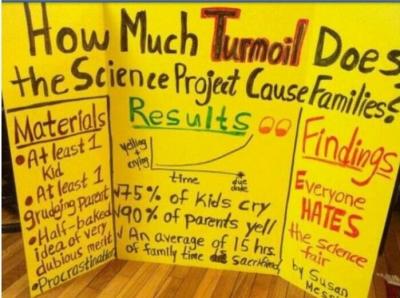 How Much Turmoil Does
the Science Project Cause Families?
Materials
• At least 1
Kid
• At least 1
grudging parent
• Half-baked
idea of very
dubious merit
• Procrastination
Results
yelling
+
crying
time
due
date
√75% of Kids cry
√90% of parents yell
√ An average of 15 hrs.
of family time sacrificed
Findings
Everyone
HATES
the science
fair
by Susan